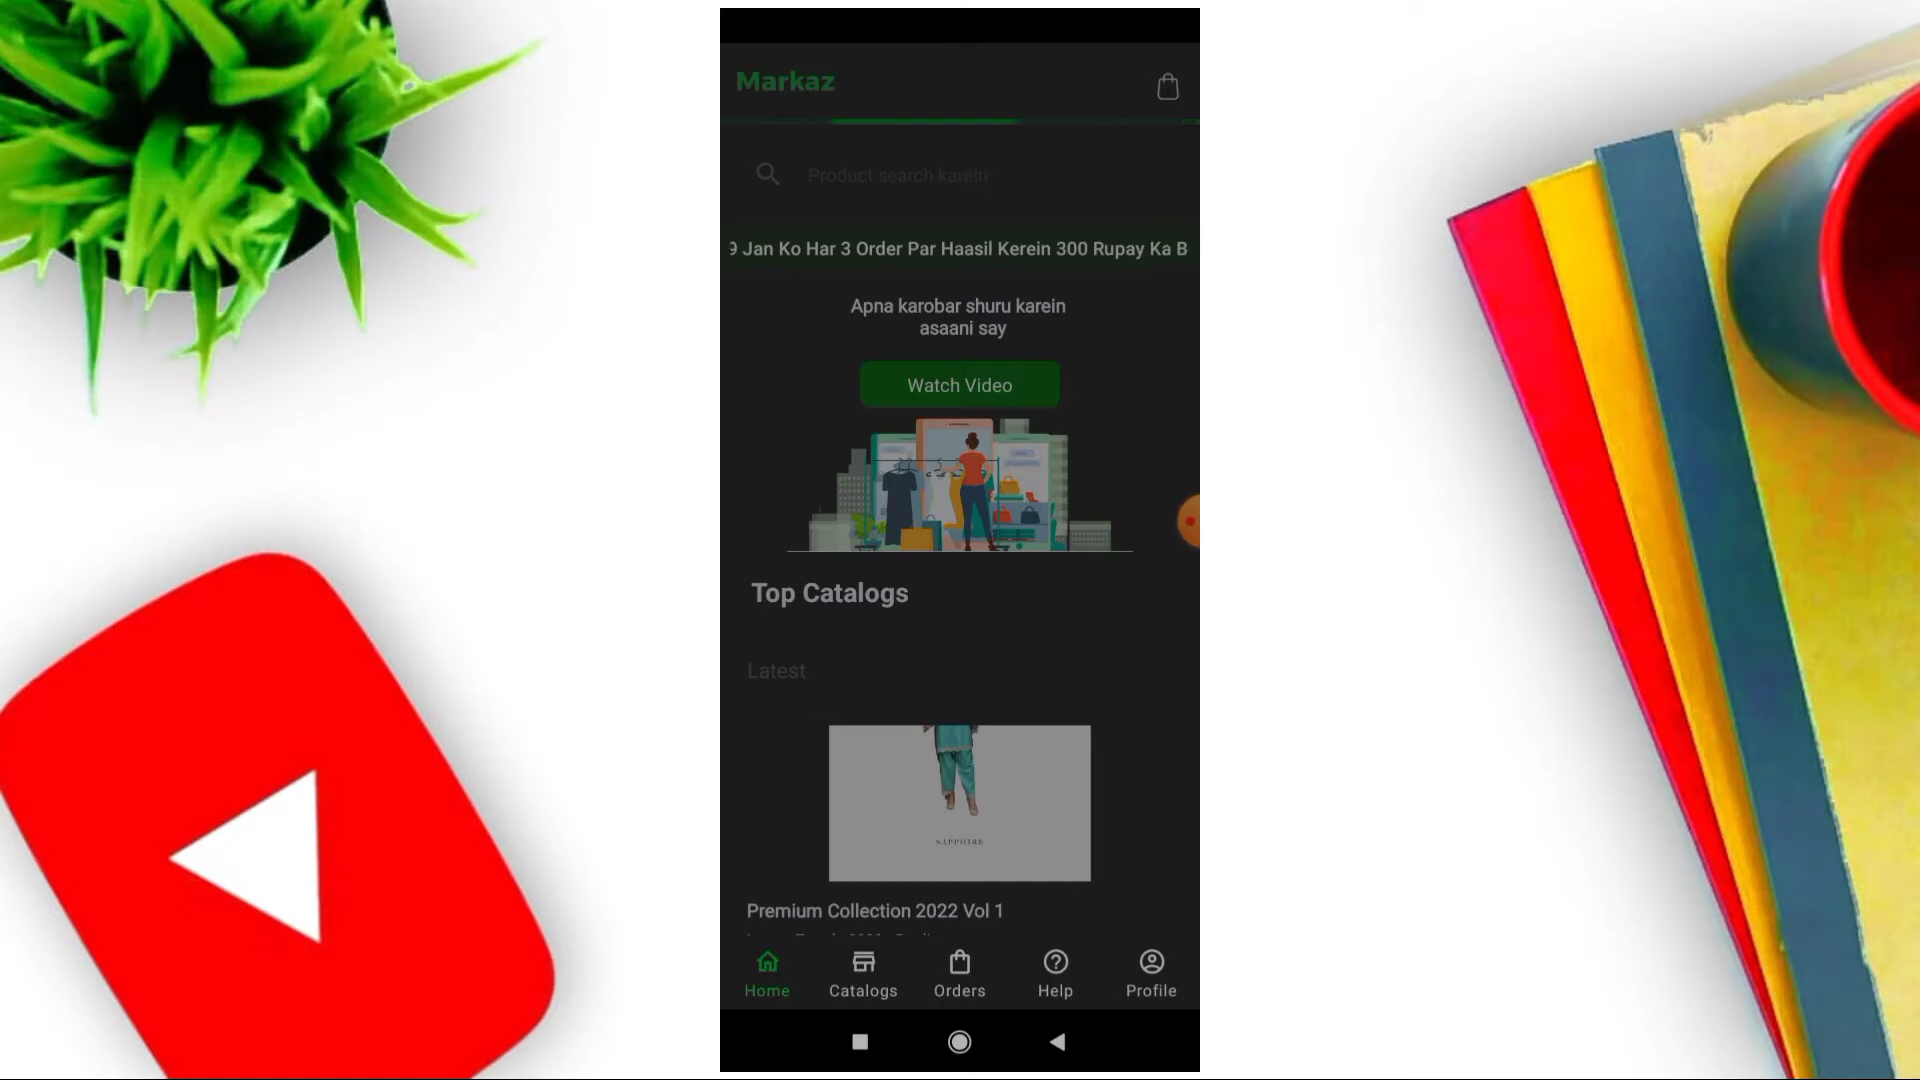 Markaz
Product search karein
9 Jan Ko Har 3 Order Par Haasil Kerein 300 Rupay Ka B
Apna karobar shuru karein
asaani say
Watch Video
Top Catalogs
Latest
SAPPHIRE
Premium Collection 2022 Vol 1
Home Catalogs Orders Help Profile